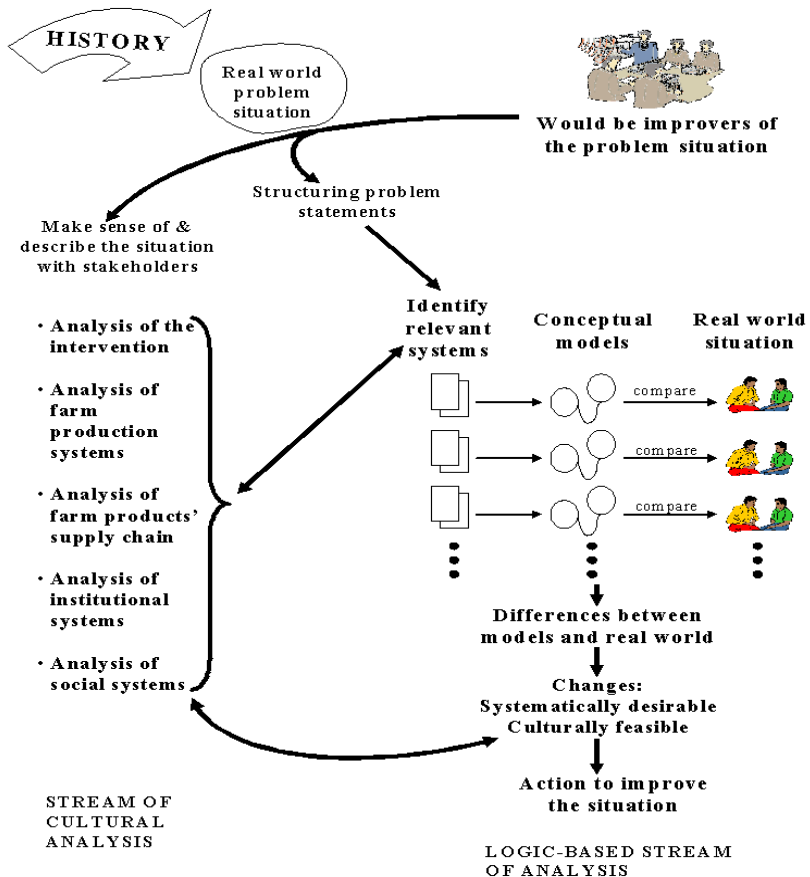 HISTORY
Real world
problem
situation
Would be improvers of
the problem situation
Structuring problem
statements
Make sense of &
describe the situation
with stakeholders
Identify
relevant
systems
Conceptual
models
Real world
situation
· Analysis of the
intervention
· Analysis of
farm
production
systems
· Analysis of
farm products’
supply chain
· Analysis of
institutional
systems
· Analysis of
social systems
compare
compare
compare
Differences between
models and real world
Changes:
Systematically desirable
Culturally feasible
Action to improve
the situation
STREAM OF
CULTURAL
ANALYSIS
LOGIC-BASED STREAM
OF ANALYSIS